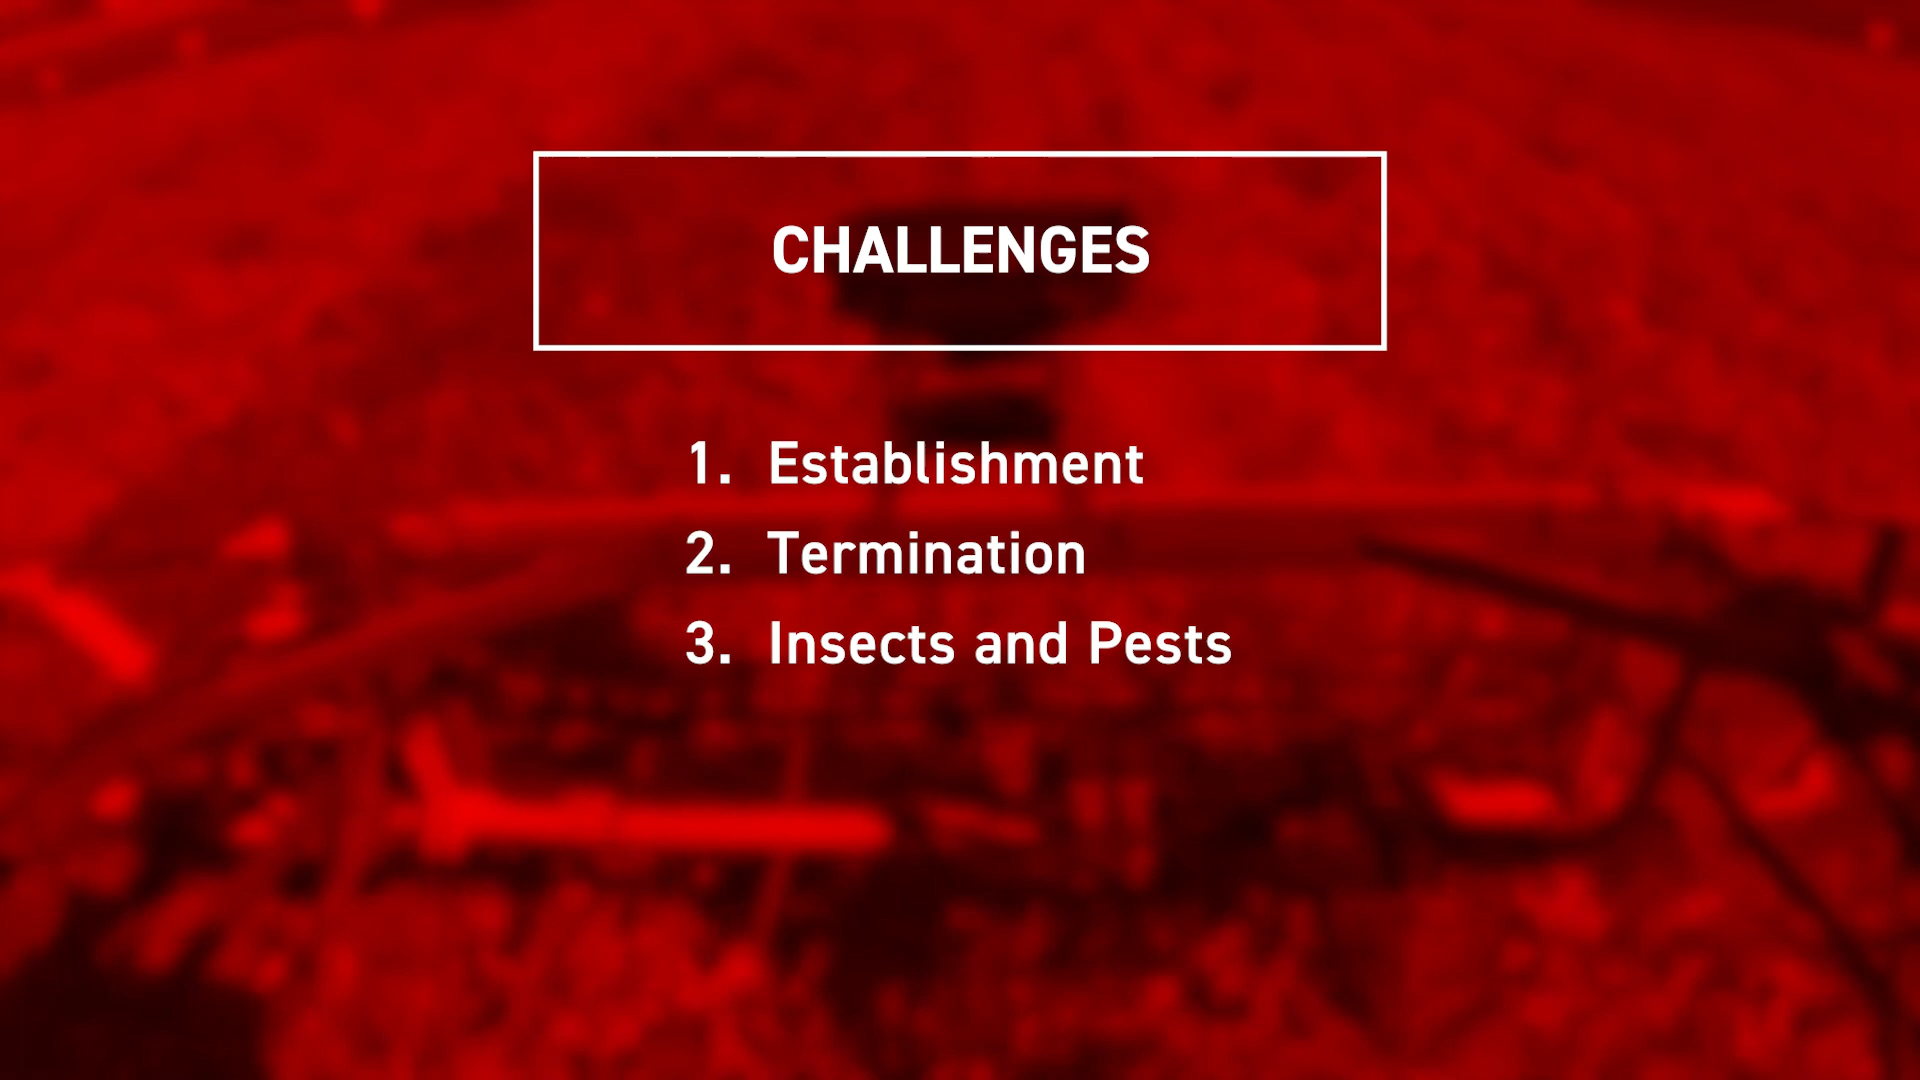 CHALLENGES
1. Establishment
2. Termination
3. Insects and Pests